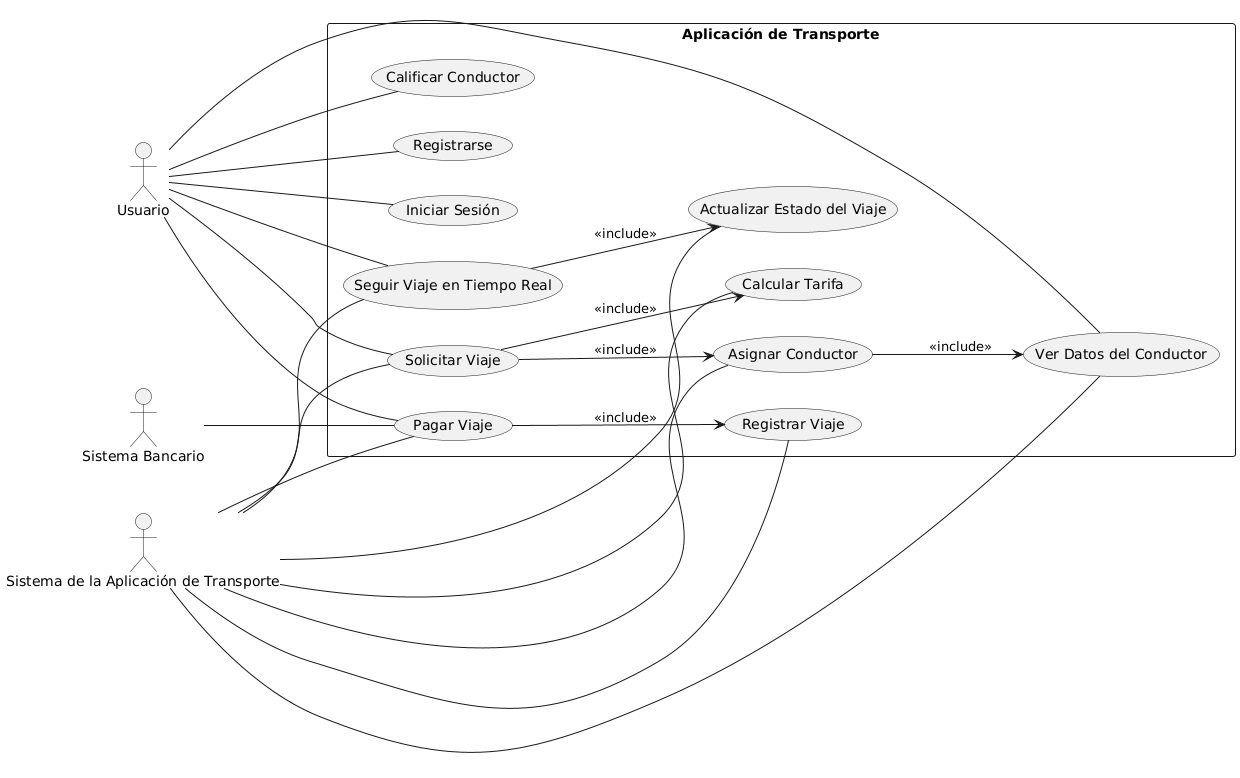 Aplicación de Transporte
Calificar Conductor
Registrarse
Usuario
Iniciar Sesión
Actualizar Estado del Viaje
«include»
Seguir Viaje en Tiempo Real
Calcular Tarifa
«include»
Solicitar Viaje
«include»
Asignar Conductor
«include»
Ver Datos del Conductor
Pagar Viaje
«include»
Registrar Viaje
Sistema Bancario
Sistema de la Aplicación de Transporte